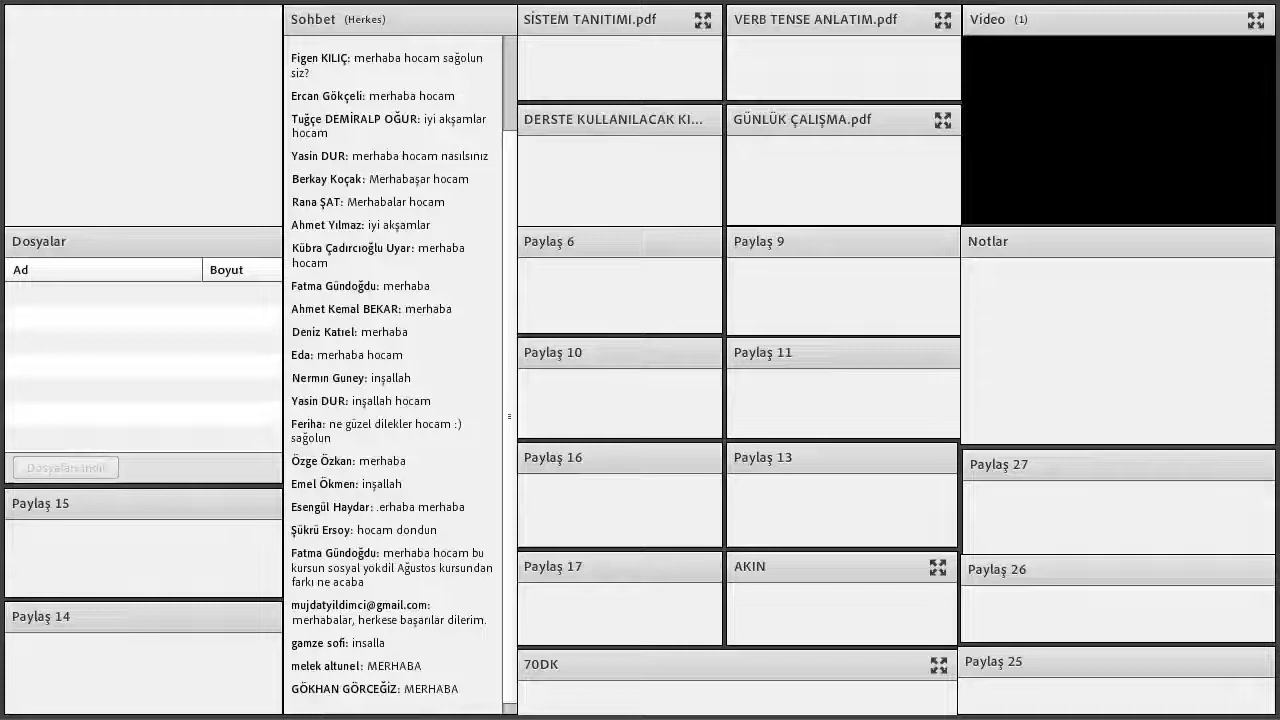 Dosyalar
Ad
Boyut
Dosyaları İndir
Paylaş 15
Paylaş 14
Sohbet (Herkes)
Figen KILIÇ: merhaba hocam sağolun
siz?
Ercan Gökçeli: merhaba hocam
Tuğçe DEMİRALP OĞUR: iyi akşamlar
hocam
Yasin DUR: merhaba hocam nasılsınız
Berkay Koçak: Merhabaşar hocam
Rana ŞAT: Merhabalar hocam
Ahmet Yılmaz: iyi akşamlar
Kübra Çadırcıoğlu Uyar: merhaba
hocam
Fatma Gündoğdu: merhaba
Ahmet Kemal BEKAR: merhaba
Deniz Katıel: merhaba
Eda: merhaba hocam
Nermın Guney: inşallah
Yasin DUR: inşallah hocam
Feriha: ne güzel dilekler hocam :)
sağolun
Özge Özkan: merhaba
Emel Ökmen: inşallah
Esengül Haydar: .erhaba merhaba
Şükrü Ersoy: hocam dondun
Fatma Gündoğdu: merhaba hocam bu
kursun sosyal yokdil Ağustos kursundan
farkı ne acaba
mujdatyildimci@gmail.com:
merhabalar, herkese başarılar dilerim.
gamze sofi: insalla
melek altunel: MERHABA
GÖKHAN GÖRCEĞİZ: MERHABA
SİSTEM TANITIMI.pdf
VERB TENSE ANLATIM.pdf
DERSTE KULLANILACAK KI...
GÜNLÜK ÇALIŞMA.pdf
Paylaş 6
Paylaş 9
Paylaş 10
Paylaş 11
Paylaş 16
Paylaş 13
Paylaş 17
AKIN
70DK
Video (1)
Notlar
Paylaş 27
Paylaş 26
Paylaş 25